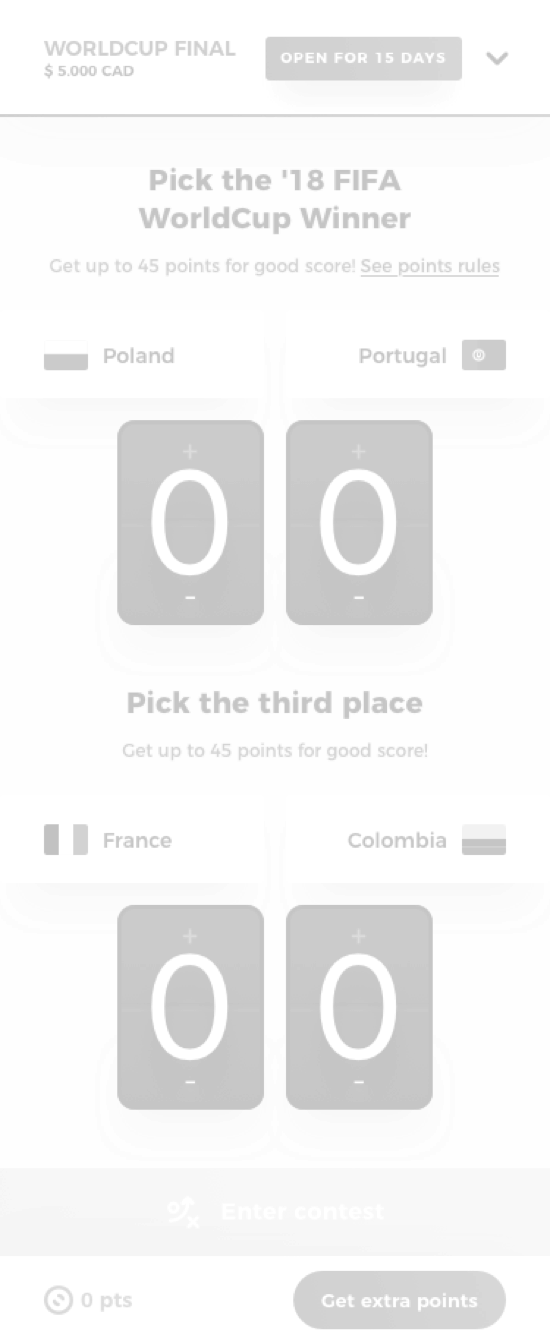 WORLDCUP FINAL
$ 5.000 CAD
OPEN FOR 15 DAYS
Pick the '18 FIFA
WorldCup Winner
Get up to 45 points for good score! See points rules
Poland
Portugal
+ +
0 0
- -
Pick the third place
Get up to 45 points for good score!
France
Colombia
+ +
0 0
- -
Enter contest
0 pts
Get extra points